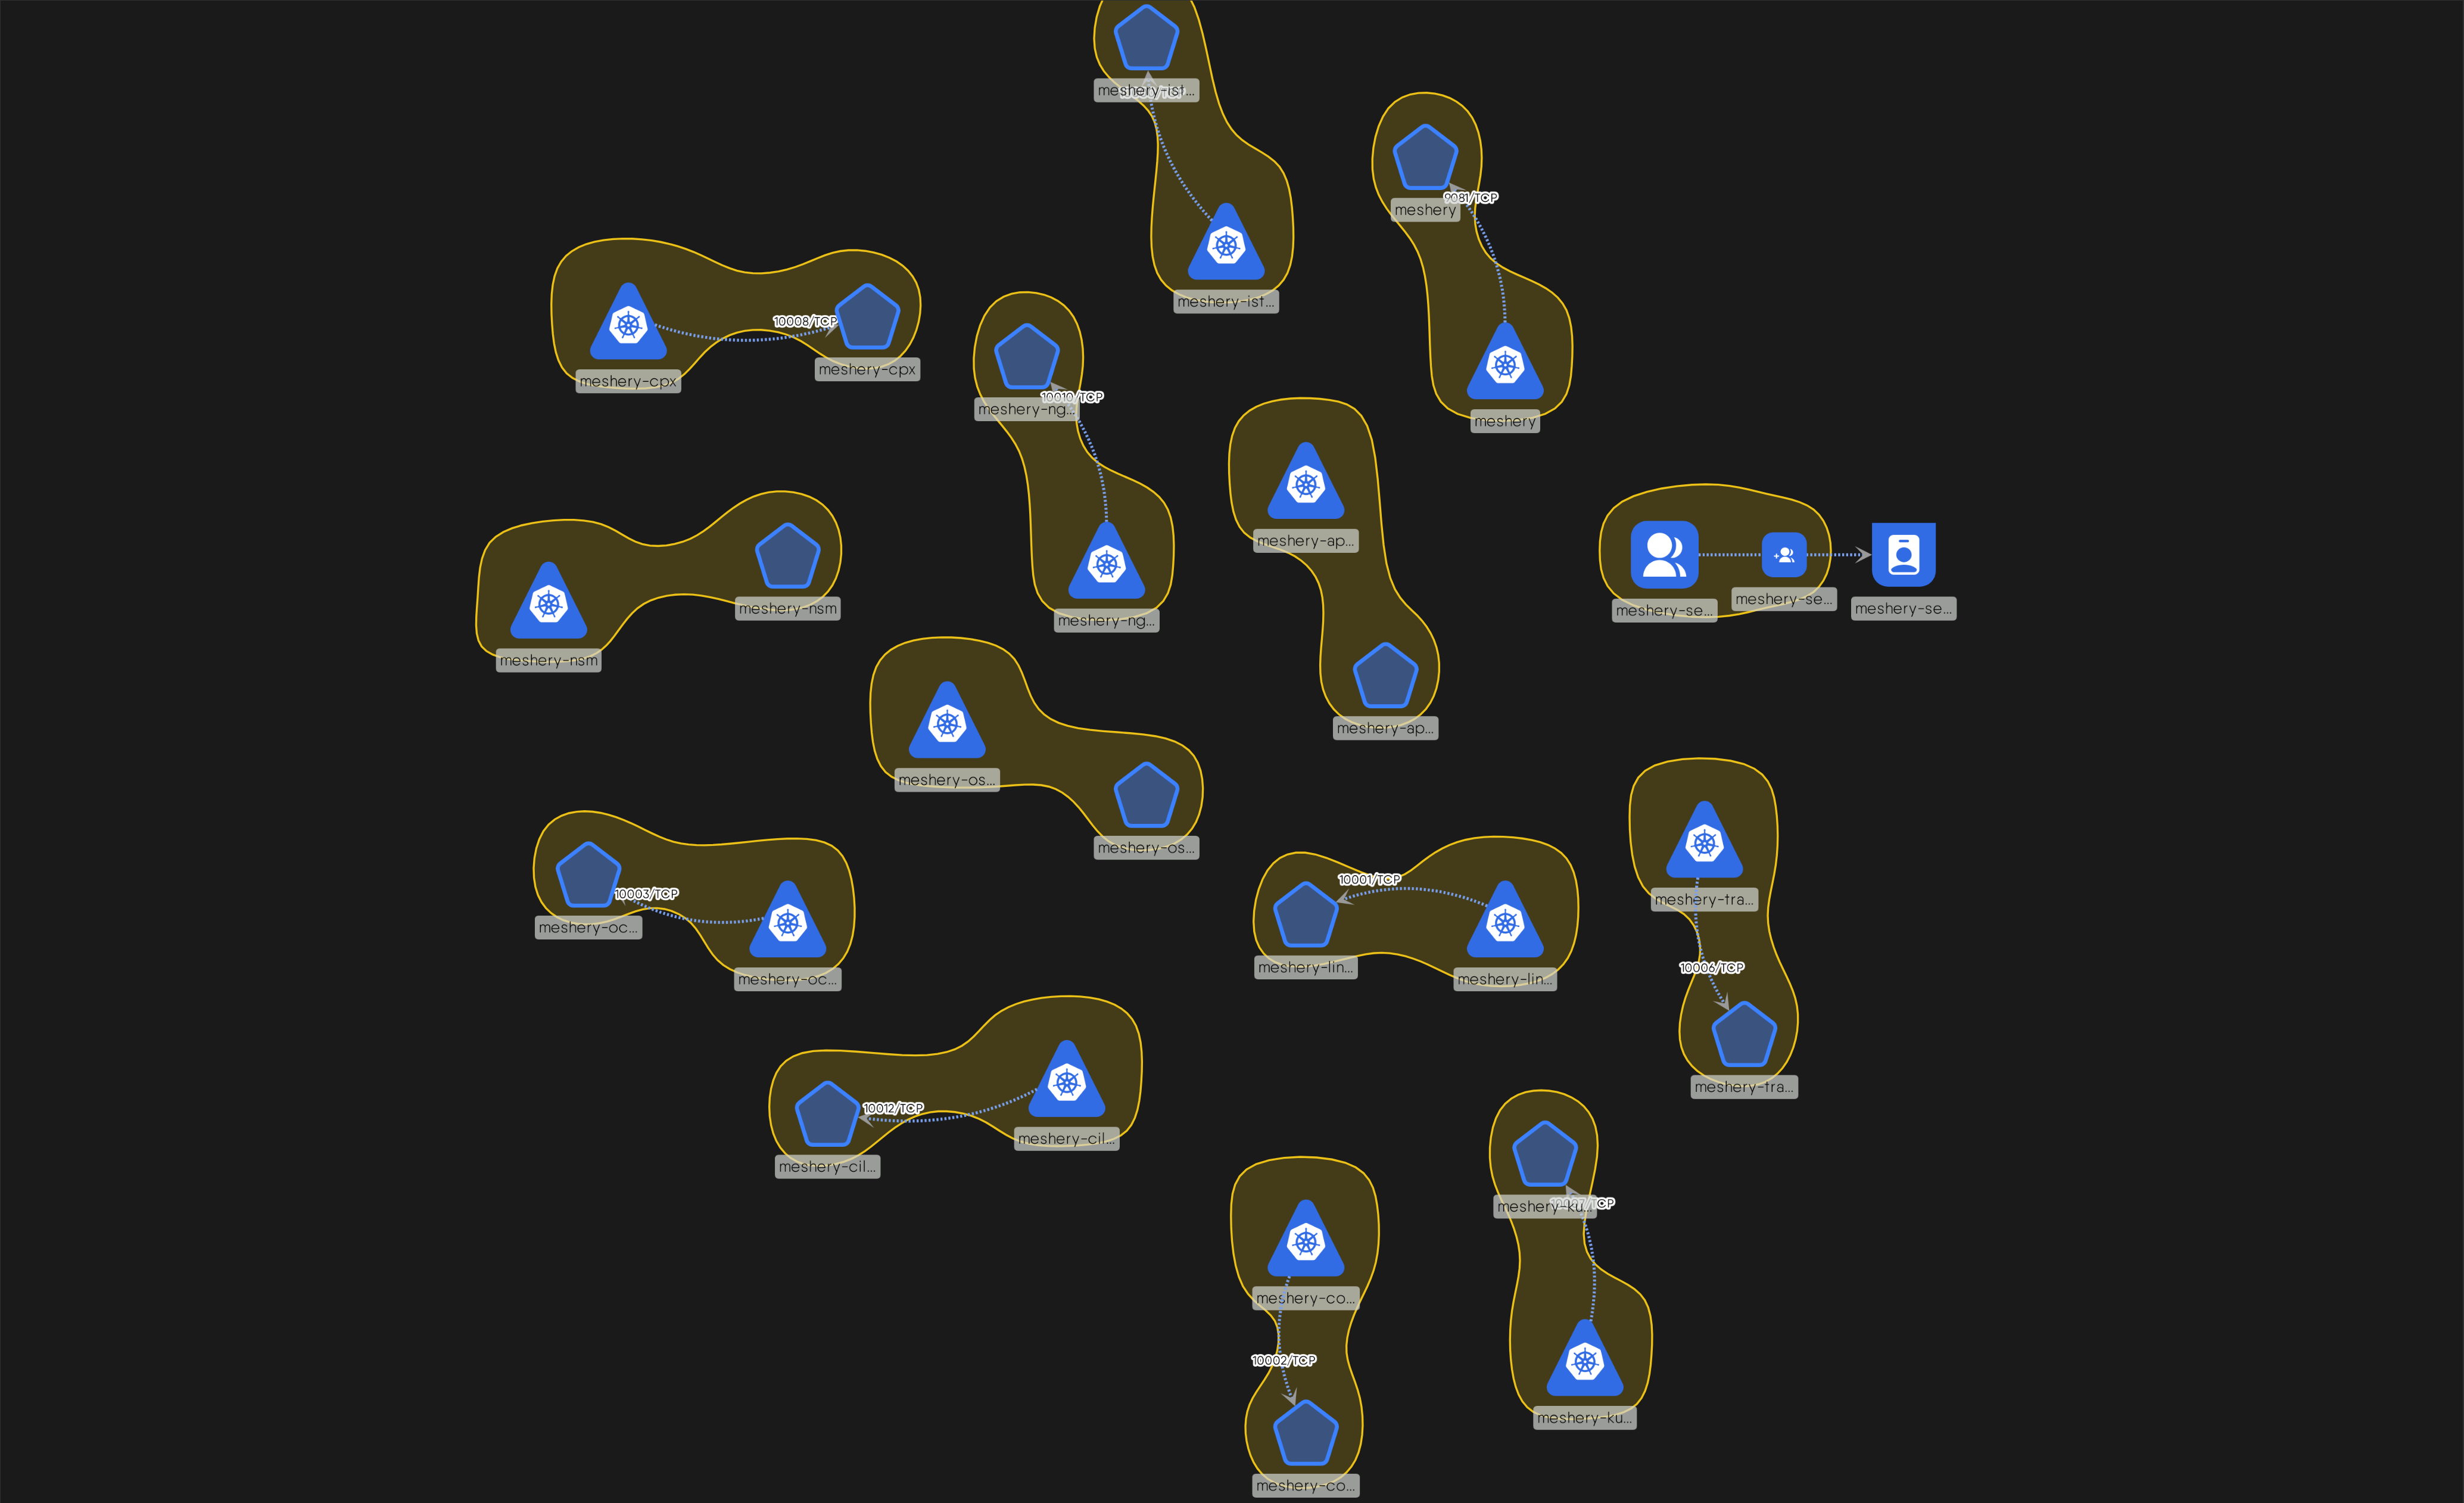 meshery-ist...
meshery-ist...
9081/TCP
meshery
meshery
10008/TCP
meshery-cpx
meshery-cpx
10010/TCP
meshery-ng...
meshery-ng...
meshery-ap...
meshery-ap...
meshery-se...
meshery-se...
meshery-se...
meshery-nsm
meshery-nsm
meshery-os...
meshery-os...
10003/TCP
meshery-oc...
meshery-oc...
10001/TCP
meshery-lin...
meshery-lin...
meshery-tra...
10006/TCP
meshery-tra...
10012/TCP
meshery-cil...
meshery-cil...
meshery-co...
10002/TCP
meshery-co...
meshery-ku...
meshery-ku...